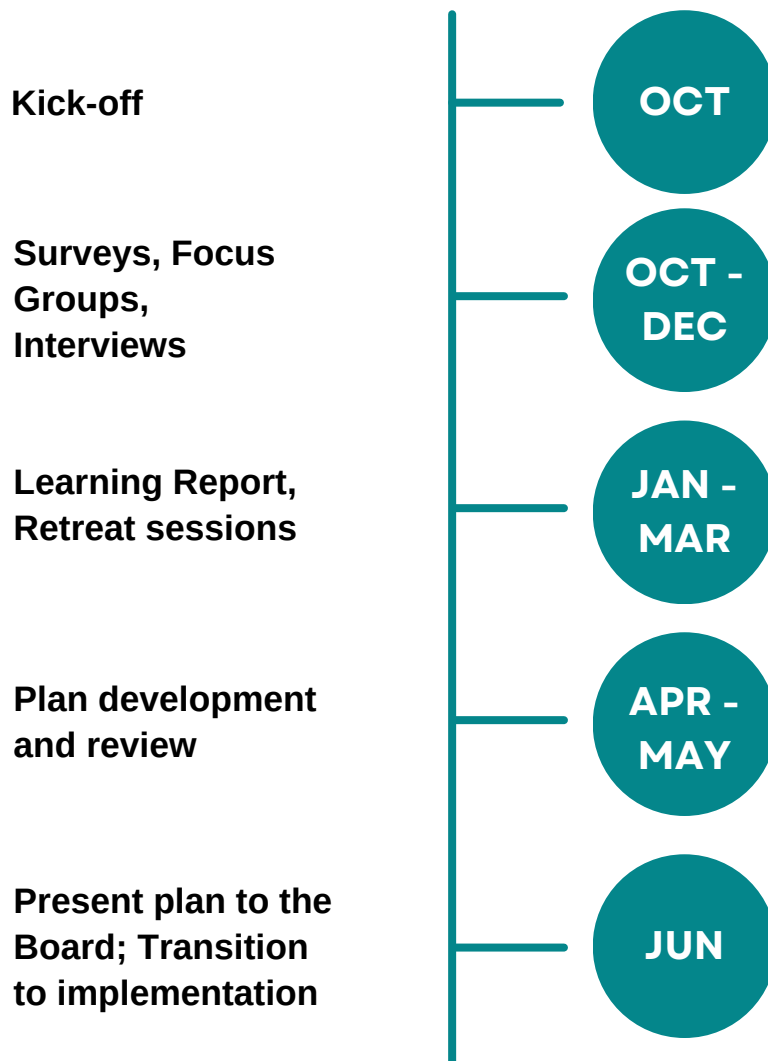 Kick-off
OCT
Surveys, Focus
Groups,
Interviews
OCT -
DEC
Learning Report,
Retreat sessions
JAN -
MAR
Plan development
and review
APR -
MAY
Present plan to the
Board; Transition
to implementation
JUN